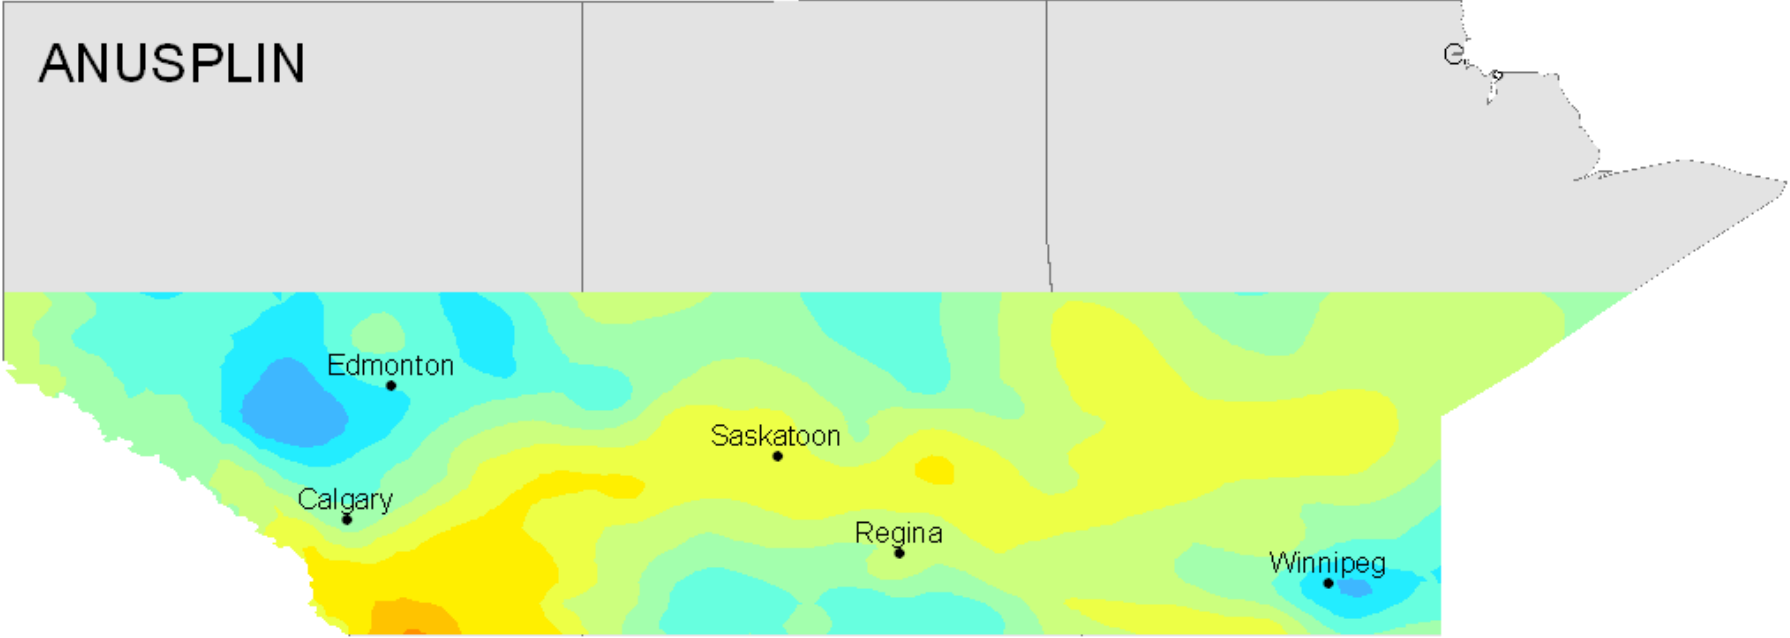 ANUSPLIN
Edmonton
Saskatoon
Calgary
Regina
Winnipeg